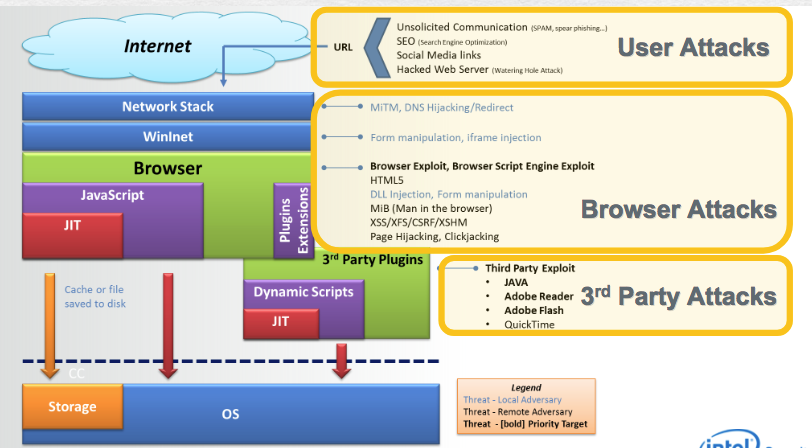 Internet
URL
Unsolicited Communication (SPAM, spear phishing...)
SEO (Search Engine Optimization)
Social Media links
Hacked Web Server (Watering Hole Attack)
User Attacks
Network Stack
MiTM, DNS Hijacking/Redirect
WinInet
Form manipulation, iframe injection
Browser
JavaScript
JIT
Plugins
Extensions
Browser Exploit, Browser Script Engine Exploit
HTML5
DLL Injection, Form manipulation
MiB (Man in the browser)
XSS/XFS/CSRF/XSHM
Page Hijacking, Clickjacking
Browser Attacks
3rd Party Plugins
Dynamic Scripts
JIT
Third Party Exploit
• JAVA
• Adobe Reader
• Adobe Flash
• QuickTime
3rd Party Attacks
Cache or file
saved to disk
CC
Storage
OS
Legend
Threat - Local Adversary
Threat - Remote Adversary
Threat - [bold] Priority Target